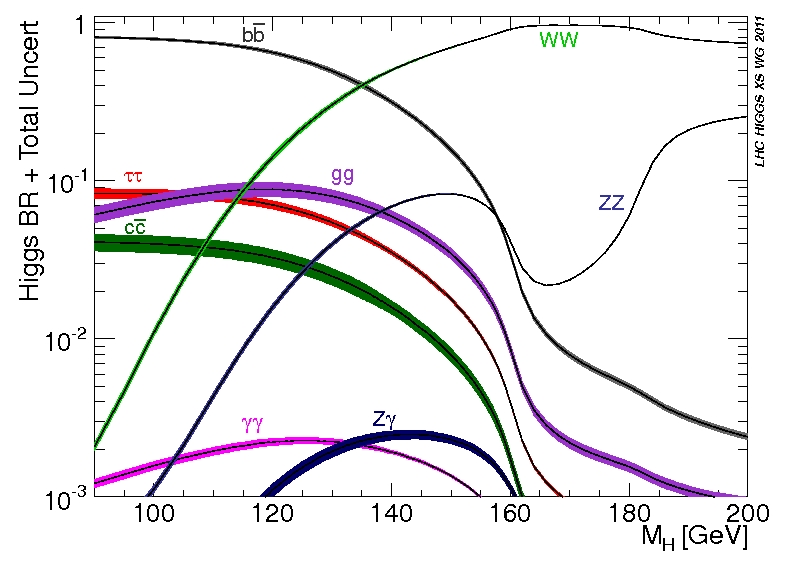 Higgs BR + Total Uncert
LHC HIGGS XS WG 2011
1
10⁻¹
10⁻²
10⁻³
bb̅
WW
ττ
gg
ZZ
cc̅
γγ
Zγ
100 120 140 160 180 200
M_H [GeV]